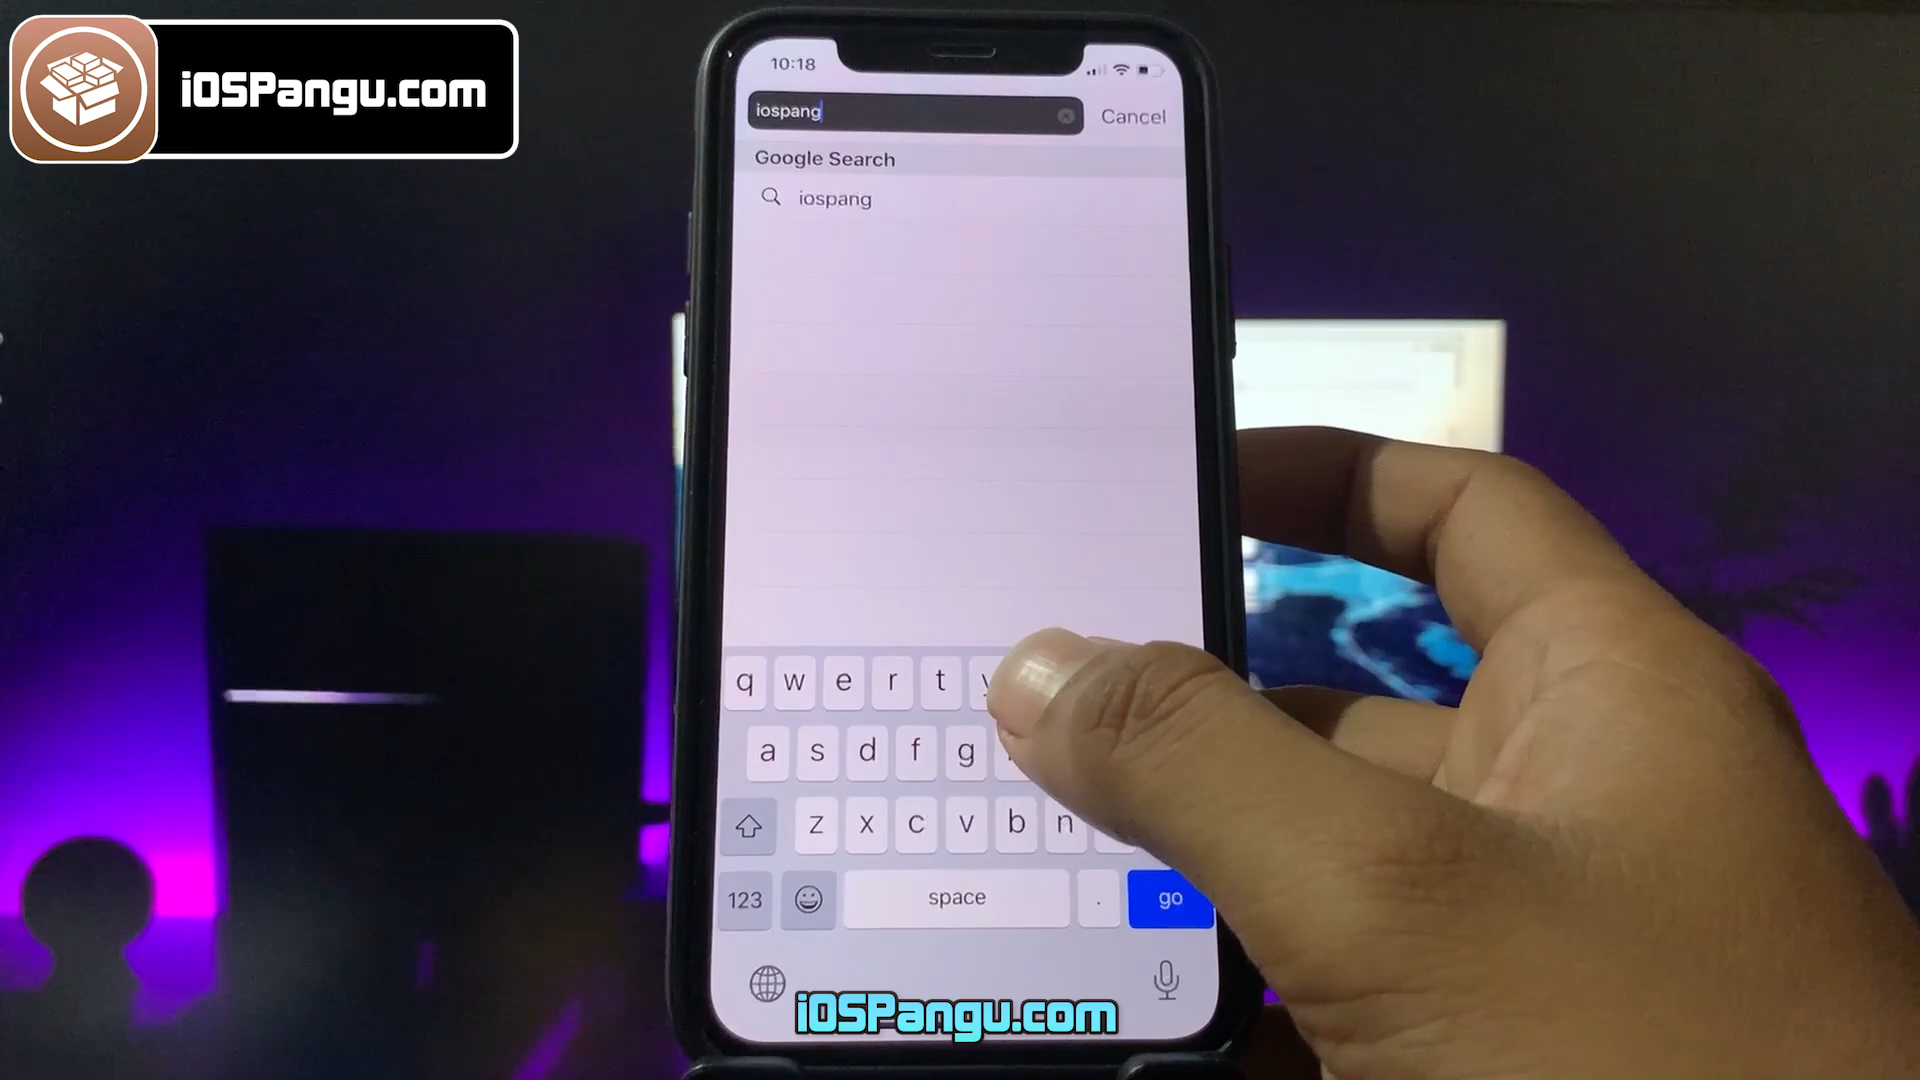 iOSPangu.com
10:18
iospang
Cancel
Google Search
iospang
q w e r t y
a s d f g
z x c v b n
123
space
.
go
iOSPangu.com